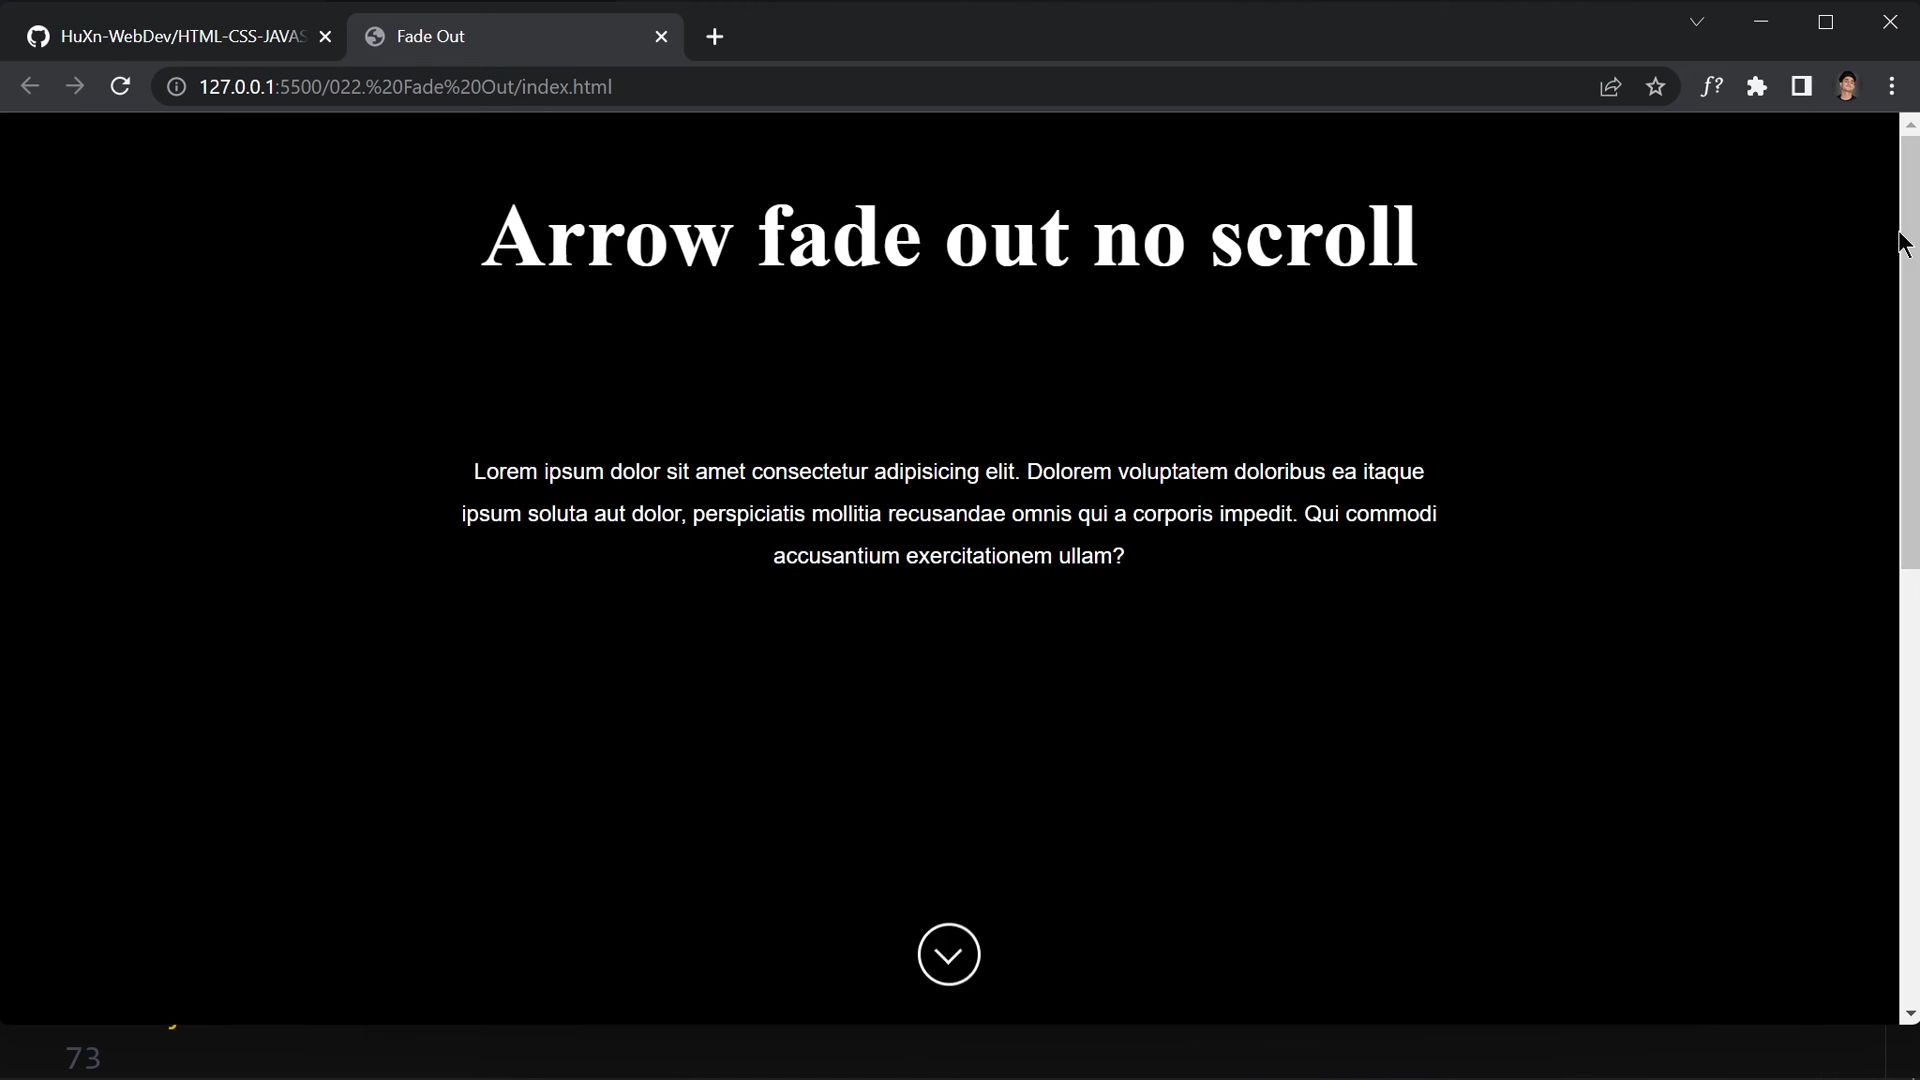 HuXn-WebDev/HTML-CSS-JAVAS
Fade Out
127.0.0.1:5500/022.%20Fade%20Out/index.html
f?
Arrow fade out no scroll
Lorem ipsum dolor sit amet consectetur adipisicing elit. Dolorem voluptatem doloribus ea itaque
ipsum soluta aut dolor, perspiciatis mollitia recusandae omnis qui a corporis impedit. Qui commodi
accusantium exercitationem ullam?
73